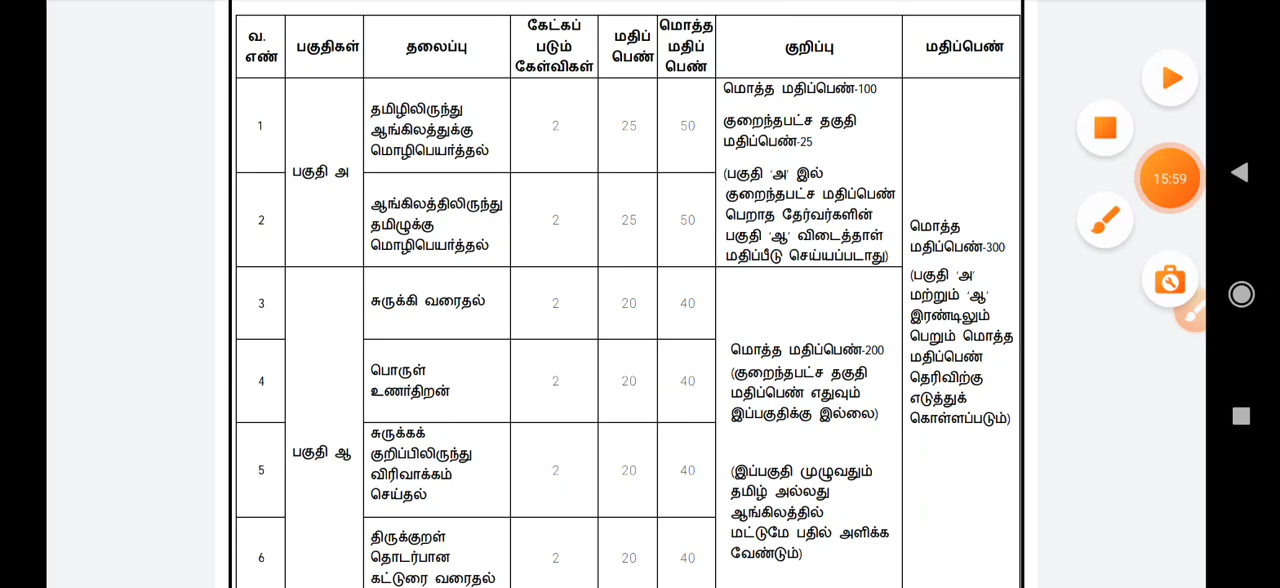 வ. எண்
பகுதிகள்
தலைப்பு
கேட்கப்
படும்
கேள்விகள்
மதிப்
பெண்
மொத்த
மதிப்
பெண்
குறிப்பு
மதிப்பெண்
1
பகுதி அ
தமிழிலிருந்து
ஆங்கிலத்துக்கு
மொழிபெயர்த்தல்
2
25
50
மொத்த மதிப்பெண்-100
குறைந்தபட்ச தகுதி
மதிப்பெண்-25
(பகுதி 'அ' இல்
குறைந்தபட்ச மதிப்பெண்
பெறாத தேர்வர்களின்
பகுதி 'ஆ' விடைத்தாள்
மதிப்பீடு செய்யப்படாது)
மொத்த
மதிப்பெண்-300
(பகுதி 'அ'
மற்றும் 'ஆ'
இரண்டிலும்
பெறும் மொத்த
மதிப்பெண்
தெரிவிற்கு
எடுத்துக்
கொள்ளப்படும்)
2
ஆங்கிலத்திலிருந்து
தமிழுக்கு
மொழிபெயர்த்தல்
2
25
50
3
பகுதி ஆ
சுருக்கி வரைதல்
2
20
40
மொத்த மதிப்பெண்-200
(குறைந்தபட்ச தகுதி
மதிப்பெண் எதுவும்
இப்பகுதிக்கு இல்லை)
(இப்பகுதி முழுவதும்
தமிழ் அல்லது
ஆங்கிலத்தில்
மட்டுமே பதில் அளிக்க
வேண்டும்)
4
பொருள்
உணர்திறன்
2
20
40
5
சுருக்கக்
குறிப்பிலிருந்து
விரிவாக்கம்
செய்தல்
2
20
40
6
திருக்குறள்
தொடர்பான
கட்டுரை வரைதல்
2
20
40
15:59